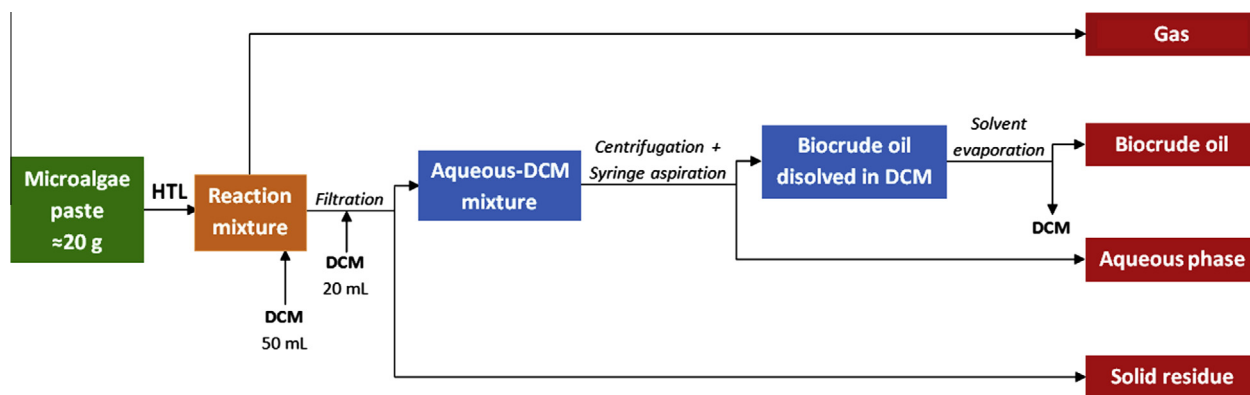 Gas
Microalgae
paste
≈20 g
HTL
Reaction
mixture
Filtration
DCM
20 mL
DCM
50 mL
Aqueous-DCM
mixture
Centrifugation +
Syringe aspiration
Biocrude oil
disolved in DCM
Solvent
evaporation
DCM
Biocrude oil
Aqueous phase
Solid residue